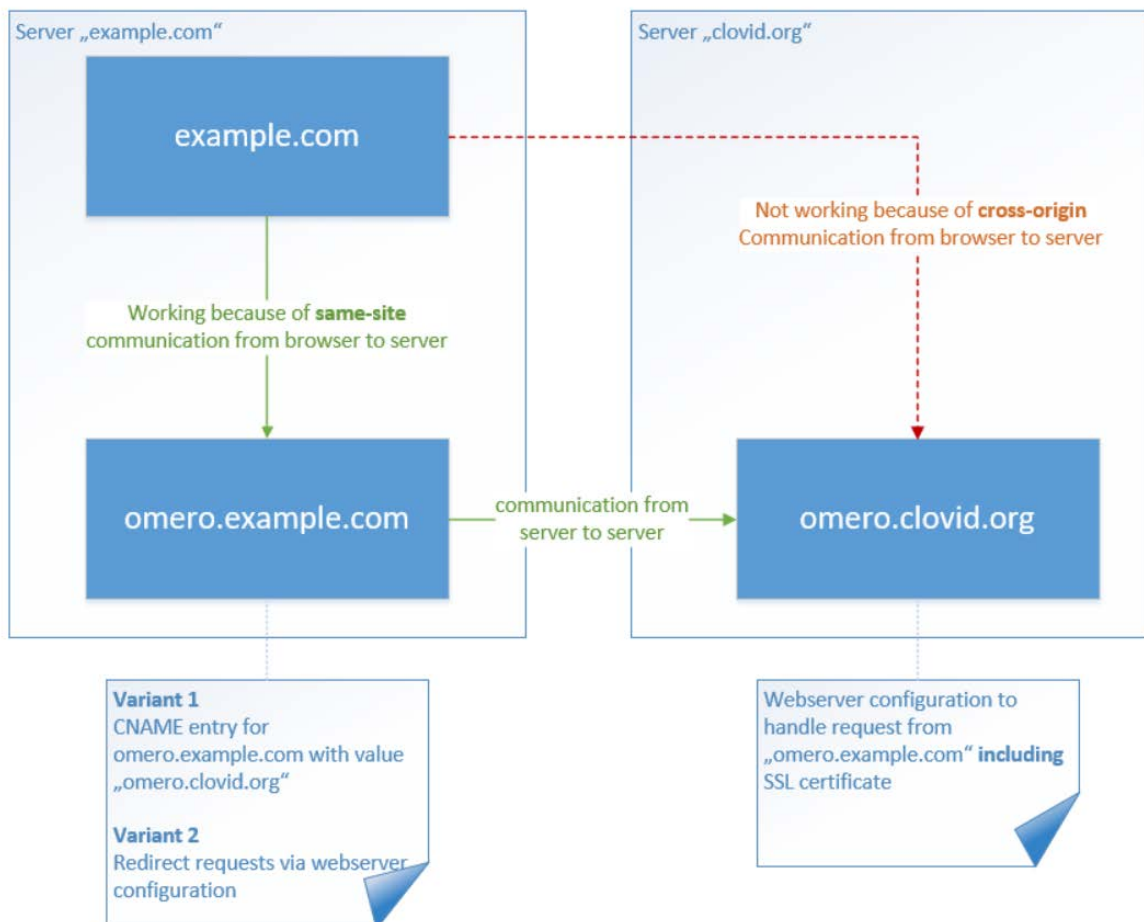 Server „example.com“
Server „clovid.org“
example.com
Not working because of cross-origin
Communication from browser to server
Working because of same-site
communication from browser to server
omero.example.com
communication from
server to server
omero.clovid.org
Variant 1
CNAME entry for
omero.example.com with value
„omero.clovid.org“
Variant 2
Redirect requests via webserver
configuration
Webserver configuration to
handle request from
„omero.example.com“ including
SSL certificate